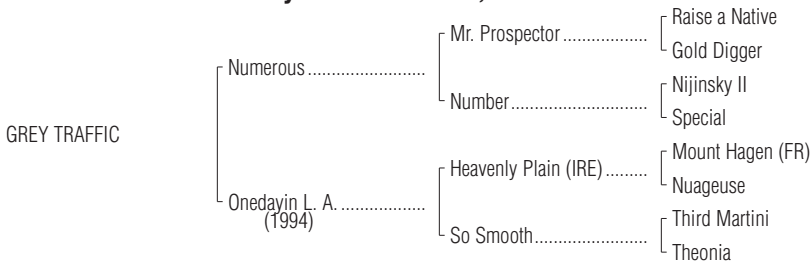 Raise a Native
Mr. Prospector
Gold Digger
Numerous
Nijinsky II
Number
Special
GREY TRAFFIC
Mount Hagen (FR)
Heavenly Plain (IRE)
Nuageuse
Onedayin L. A.
(1994)
Third Martini
So Smooth
Theonia